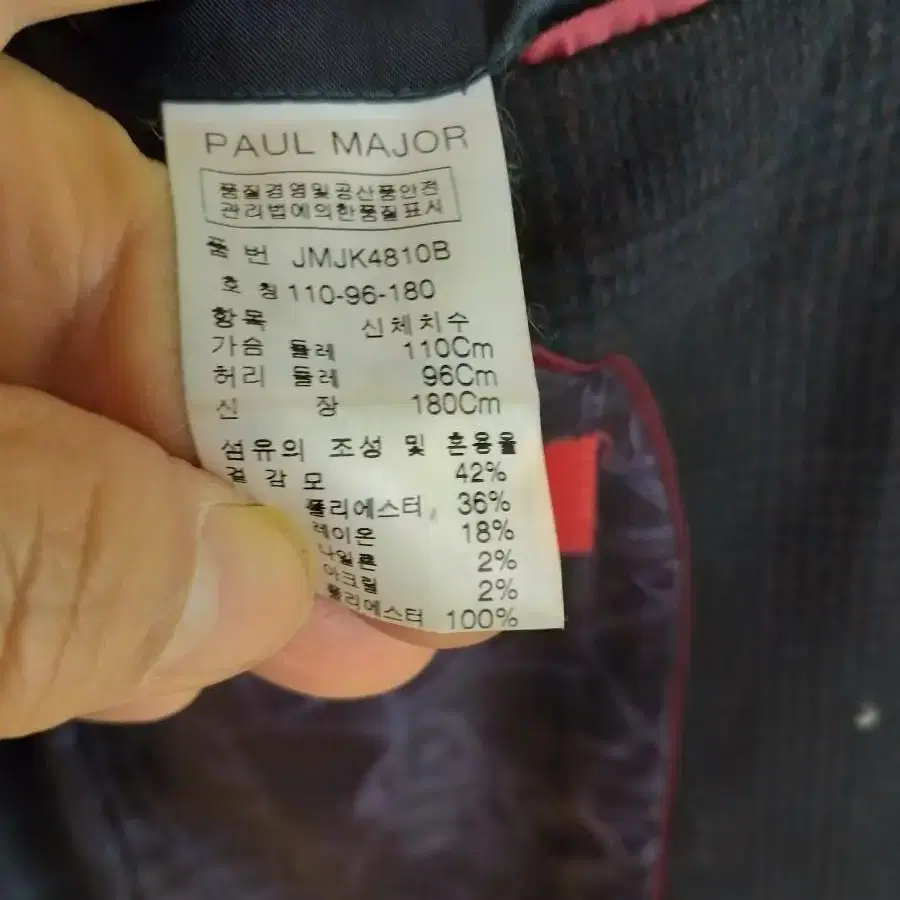 PAUL MAJOR
품질경영및공산품안전
관리법에의한품질표시
품 번 JMJK4810B
호 칭 110-96-180
항목 신체치수
가슴 둘레 110Cm
허리 둘레 96Cm
신 장 180Cm
섬유의 조성 및 혼용율
겉감 모 42%
폴리에스터 36%
레이온 18%
나일론 2%
아크릴 2%
폴리에스터 100%